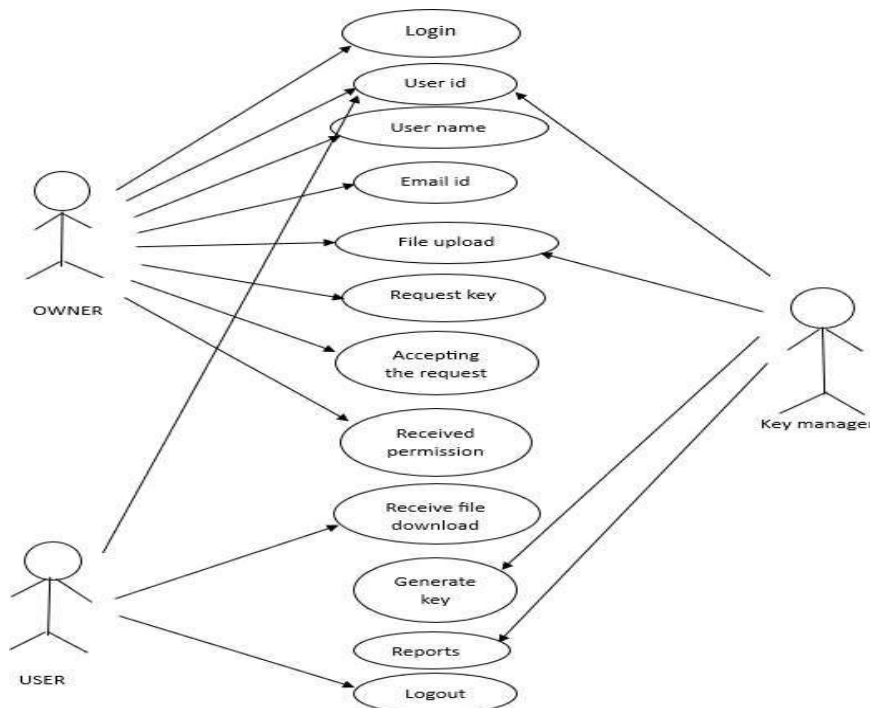 Login
User id
User name
Email id
File upload
Request key
OWNER
Accepting
the request
Key manager
Received
permission
Receive file
download
Generate
key
Reports
USER
Logout